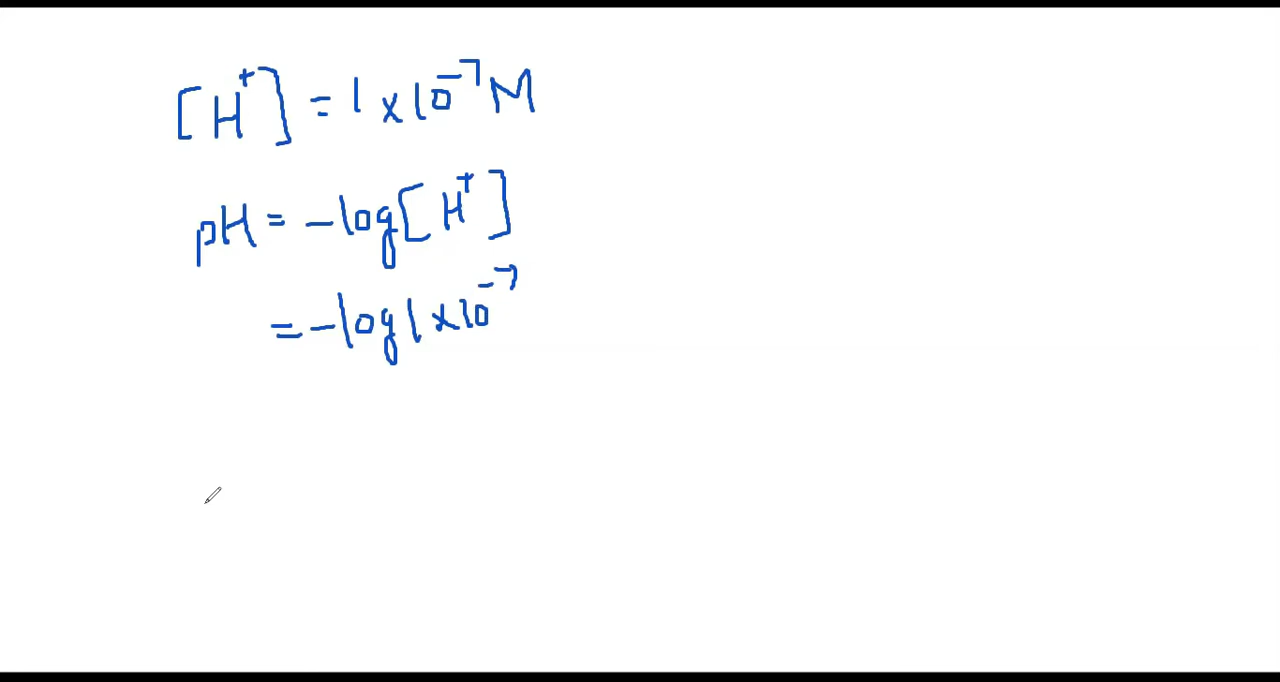 [H⁺] = 1 × 10⁻⁷ M
pH = -log[H⁺]
= -log 1 × 10⁻⁷